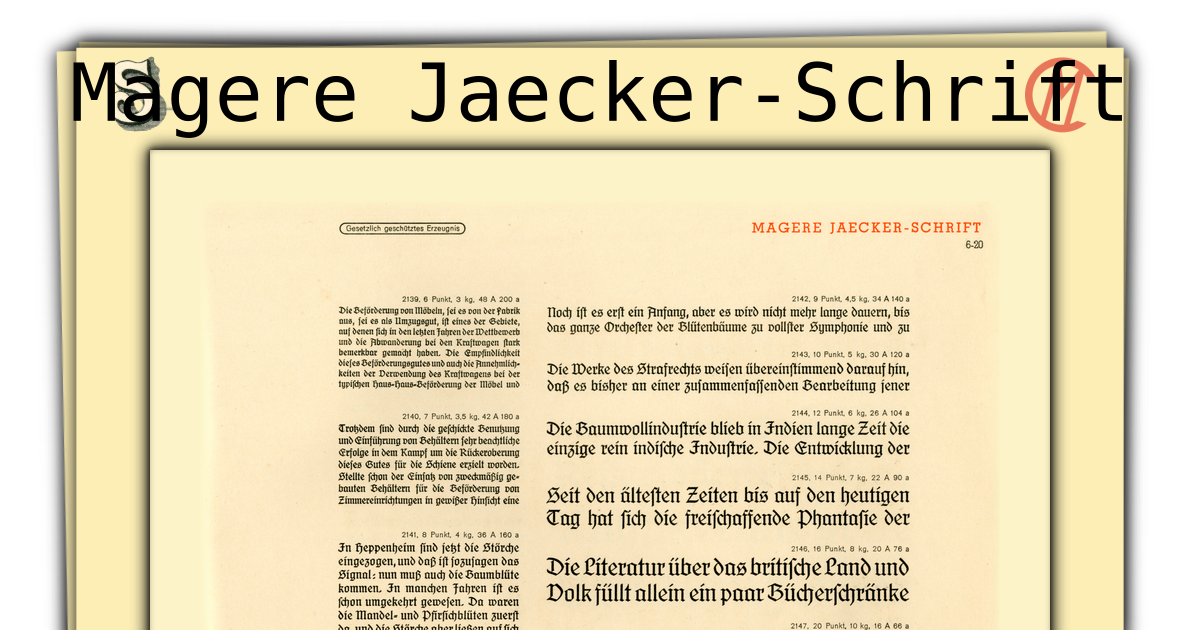 Magere Jaecker-Schrift
Gesetzlich geschütztes Erzeugnis
MAGERE JAECKER-SCHRIFT
6-20
2139, 6 Punkt, 3 kg, 48 A 200 a
Die Beförderung von Möbeln, sei es von der Fabrik
aus, sei es als Umzugsgut, ist eines der Gebiete,
auf denen sich in den letzten Jahren der Wettbewerb
und die Abwanderung bei den Kraftwagen stark
bemerkbar gemacht haben. Die Empfindlichkeit
dieses Beförderungsgutes und auch die Annehmlich-
keiten der Verwendung des Kraftwagens bei der
typischen Haus-Haus-Beförderung der Möbel und
2140, 7 Punkt, 3,5 kg, 42 A 180 a
Trotzdem sind durch die geschickte Benutzung
und Einführung von Behältern sehr beachtliche
Erfolge in dem Kampf um die Rückeroberung
dieses Gutes für die Schiene erzielt worden.
Stellte schon der Einsatz von zweckmäßig ge-
bauten Behältern für die Beförderung von
Zimmereinrichtungen in gewißer Hinsicht eine
2141, 8 Punkt, 4 kg, 36 A 160 a
In Heppenheim sind jetzt die Störche
eingezogen, und daß ist sozusagen das
Signal: nun muß auch die Baumblüte
kommen. In manchen Jahren ist es
schon umgekehrt gewesen. Da waren
die Mandel- und Pfirsichblüten zuerst
da, und die Störche aber ließen auf sich
2142, 9 Punkt, 4,5 kg, 34 A 140 a
Noch ist es erst ein Anfang, aber es wird nicht mehr lange dauern, bis
das ganze Orchester der Blütenbäume zu vollster Symphonie und zu
2143, 10 Punkt, 5 kg, 30 A 120 a
Die Werke des Strafrechts weisen übereinstimmend darauf hin,
daß es bisher an einer zusammenfassenden Bearbeitung jener
2144, 12 Punkt, 6 kg, 26 A 104 a
Die Baumwollindustrie blieb in Indien lange Zeit die
einzige rein indische Industrie. Die Entwicklung der
2145, 14 Punkt, 7 kg, 22 A 90 a
Seit den ältesten Zeiten bis auf den heutigen
Tag hat sich die freischaffende Phantasie der
2146, 16 Punkt, 8 kg, 20 A 76 a
Die Literatur über das britische Land und
Volk füllt allein ein paar Bücherschränke
2147, 20 Punkt, 10 kg, 16 A 66 a